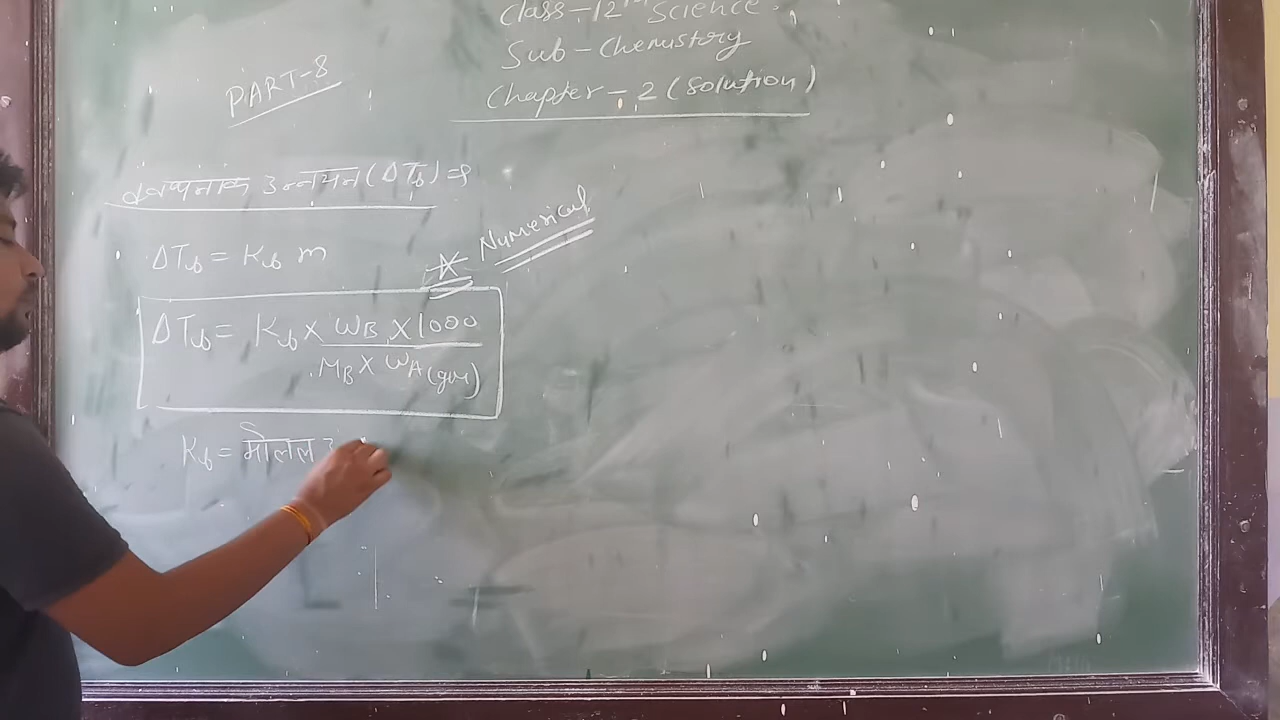 Class-12th Science.
Sub-Chemistory
Chapter-2 (Solution)
PART-8
क्वथनांक उन्नयन (ΔTb) ⇒
ΔTb = Kb m
Numerical
ΔTb = Kb × WB × 1000
MB × WA(gm)
Kb = मोलल उ